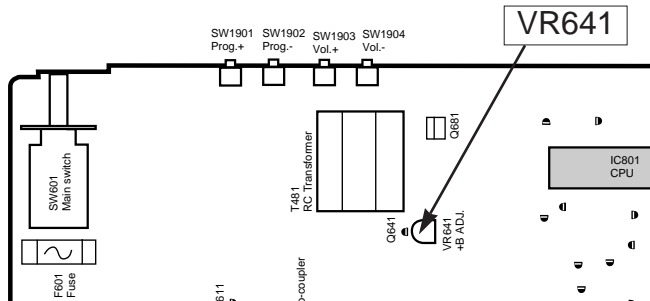 VR641
SW1901
Prog.+
SW1902
Prog.-
SW1903
Vol.+
SW1904
Vol.-
SW601
Main switch
T481
RC Transformer
Q681
IC801
CPU
Q641
VR641
+B ADJ.
F601
Fuse
611
o-coupler